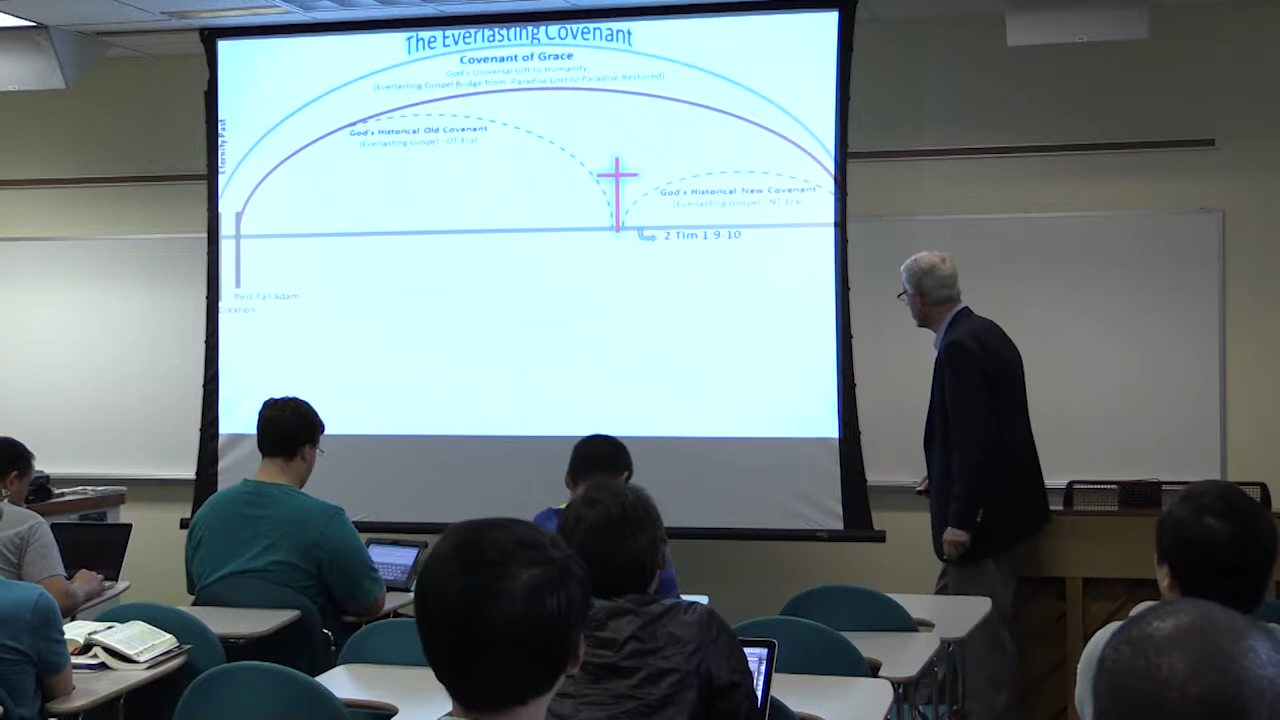 The Everlasting Covenant
Covenant of Grace
God's Universal Gift to Humanity
(Everlasting Gospel Bridge from Paradise Lost to Paradise Restored)
Eternity Past
God's Historical Old Covenant
(Everlasting Gospel OT-Era)
God's Historical New Covenant
(Everlasting Gospel - NT-Era)
2 Tim 1:9-10
Post-Fall Adam
Creation